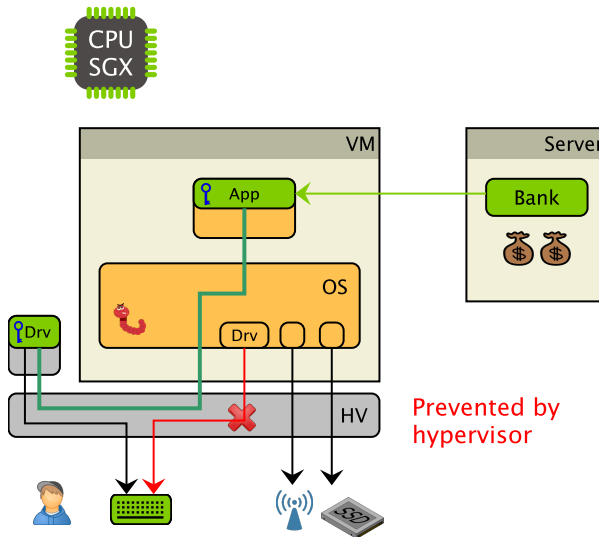 CPU
SGX
VM
Server
App
Bank
$ $
OS
Drv
Drv
HV
Prevented by
hypervisor
SSD